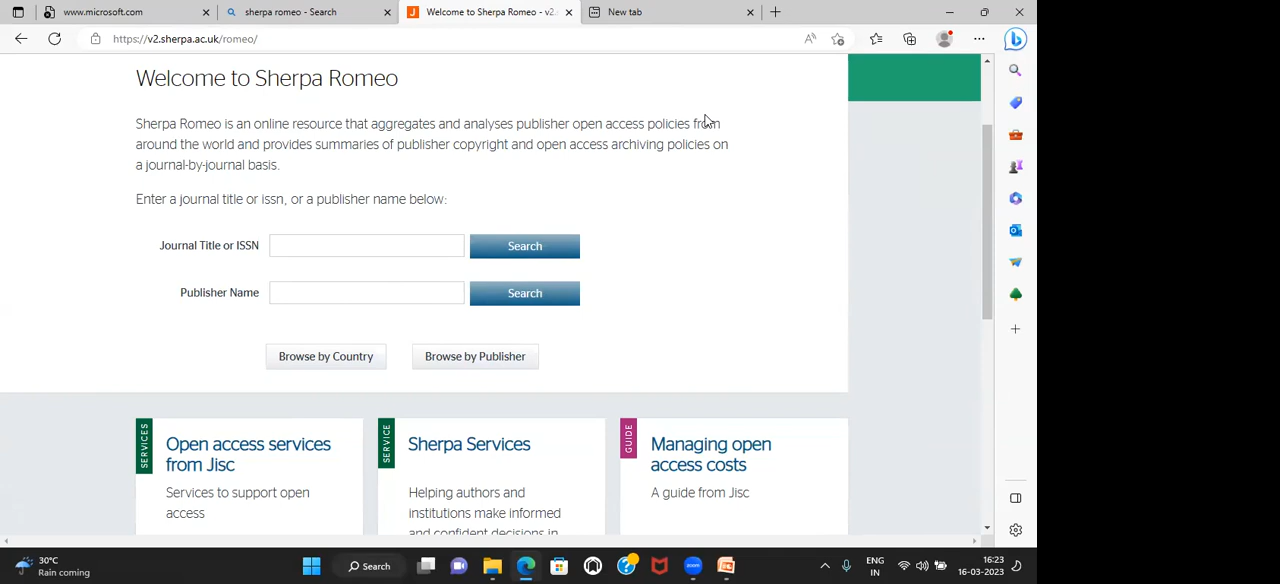 www.microsoft.com
sherpa romeo - Search
Welcome to Sherpa Romeo - v2.
New tab
https://v2.sherpa.ac.uk/romeo/
Welcome to Sherpa Romeo
Sherpa Romeo is an online resource that aggregates and analyses publisher open access policies from
around the world and provides summaries of publisher copyright and open access archiving policies on
a journal-by-journal basis.
Enter a journal title or issn, or a publisher name below:
Journal Title or ISSN
Search
Publisher Name
Search
Browse by Country
Browse by Publisher
SERVICES
Open access services
from Jisc
Services to support open
access
SERVICE
Sherpa Services
Helping authors and
institutions make informed
and confident decisions in
GUIDE
Managing open
access costs
A guide from Jisc
30°C
Rain coming
Search
zoom
ENG
IN
16:23
16-03-2023